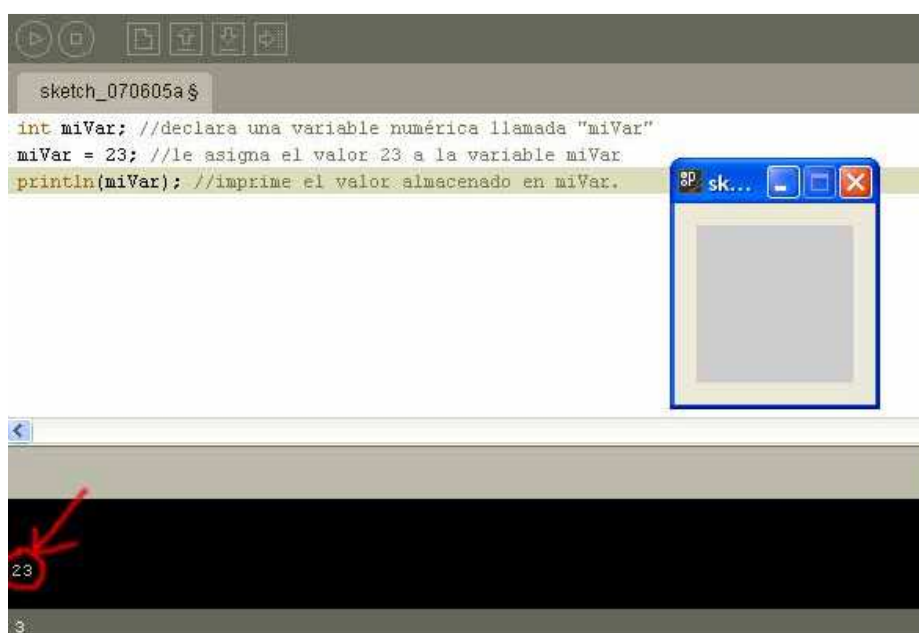 sketch_070605a §
int miVar; //declara una variable numérica llamada "miVar"
miVar = 23; //le asigna el valor 23 a la variable miVar
println(miVar); //imprime el valor almacenado en miVar.
sk...
23
3